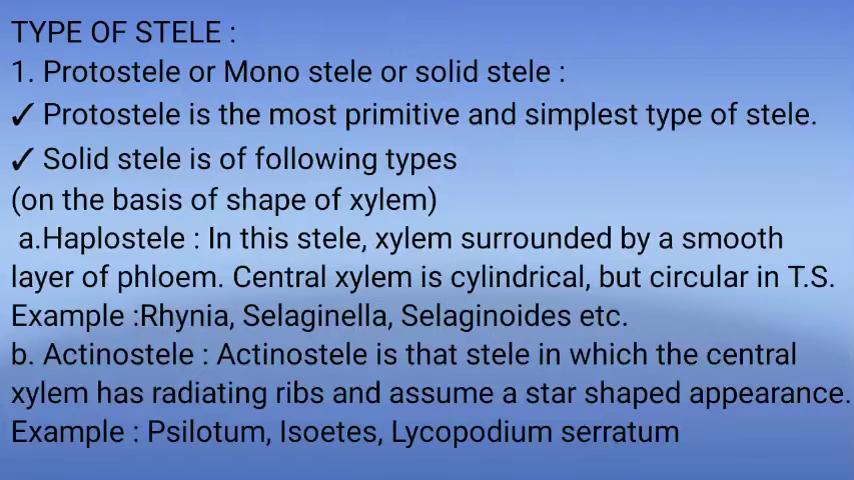 TYPE OF STELE :
1. Protostele or Mono stele or solid stele :
✓ Protostele is the most primitive and simplest type of stele.
✓ Solid stele is of following types
(on the basis of shape of xylem)
a.Haplostele : In this stele, xylem surrounded by a smooth
layer of phloem. Central xylem is cylindrical, but circular in T.S.
Example :Rhynia, Selaginella, Selaginoides etc.
b. Actinostele : Actinostele is that stele in which the central
xylem has radiating ribs and assume a star shaped appearance.
Example : Psilotum, Isoetes, Lycopodium serratum